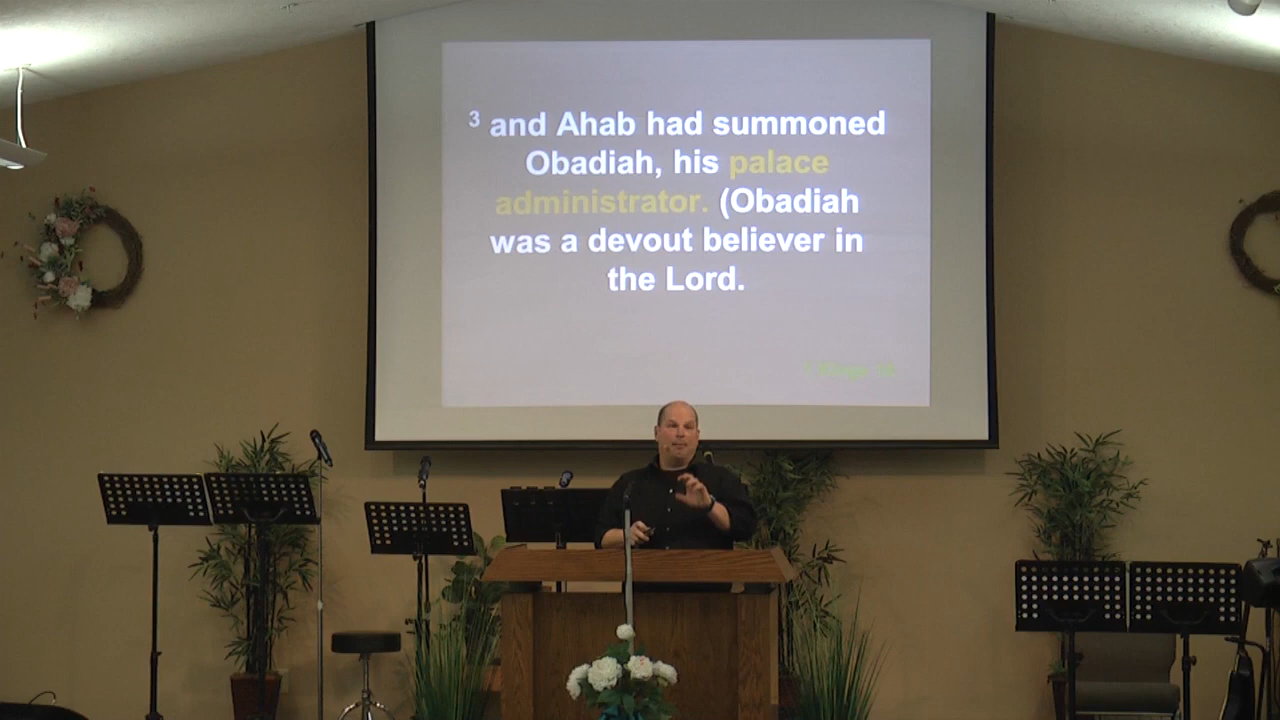 3 and Ahab had summoned
Obadiah, his palace
administrator. (Obadiah
was a devout believer in
the Lord.